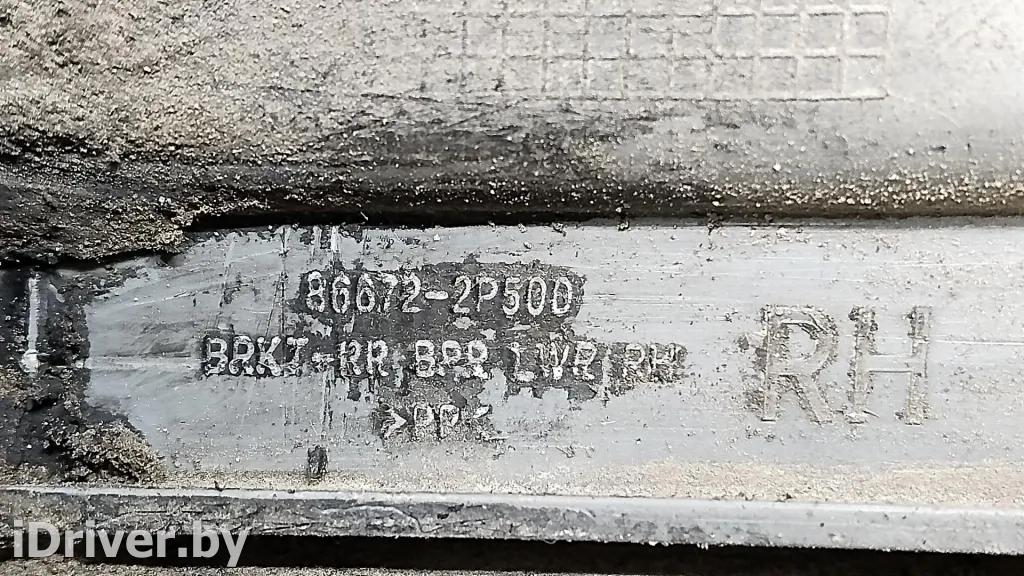 86672-2P500
BRKT-RR BPR LWR RH
>PP<
RH
iDriver.by